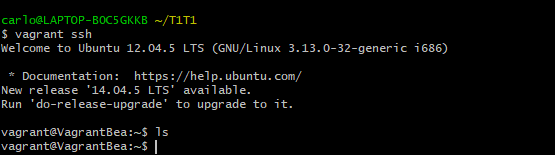 carlo@LAPTOP-BOC5GKKB ~/T1T1
$ vagrant ssh
Welcome to Ubuntu 12.04.5 LTS (GNU/Linux 3.13.0-32-generic i686)
 * Documentation:  https://help.ubuntu.com/
New release '14.04.5 LTS' available.
Run 'do-release-upgrade' to upgrade to it.
vagrant@VagrantBea:~$ ls
vagrant@VagrantBea:~$